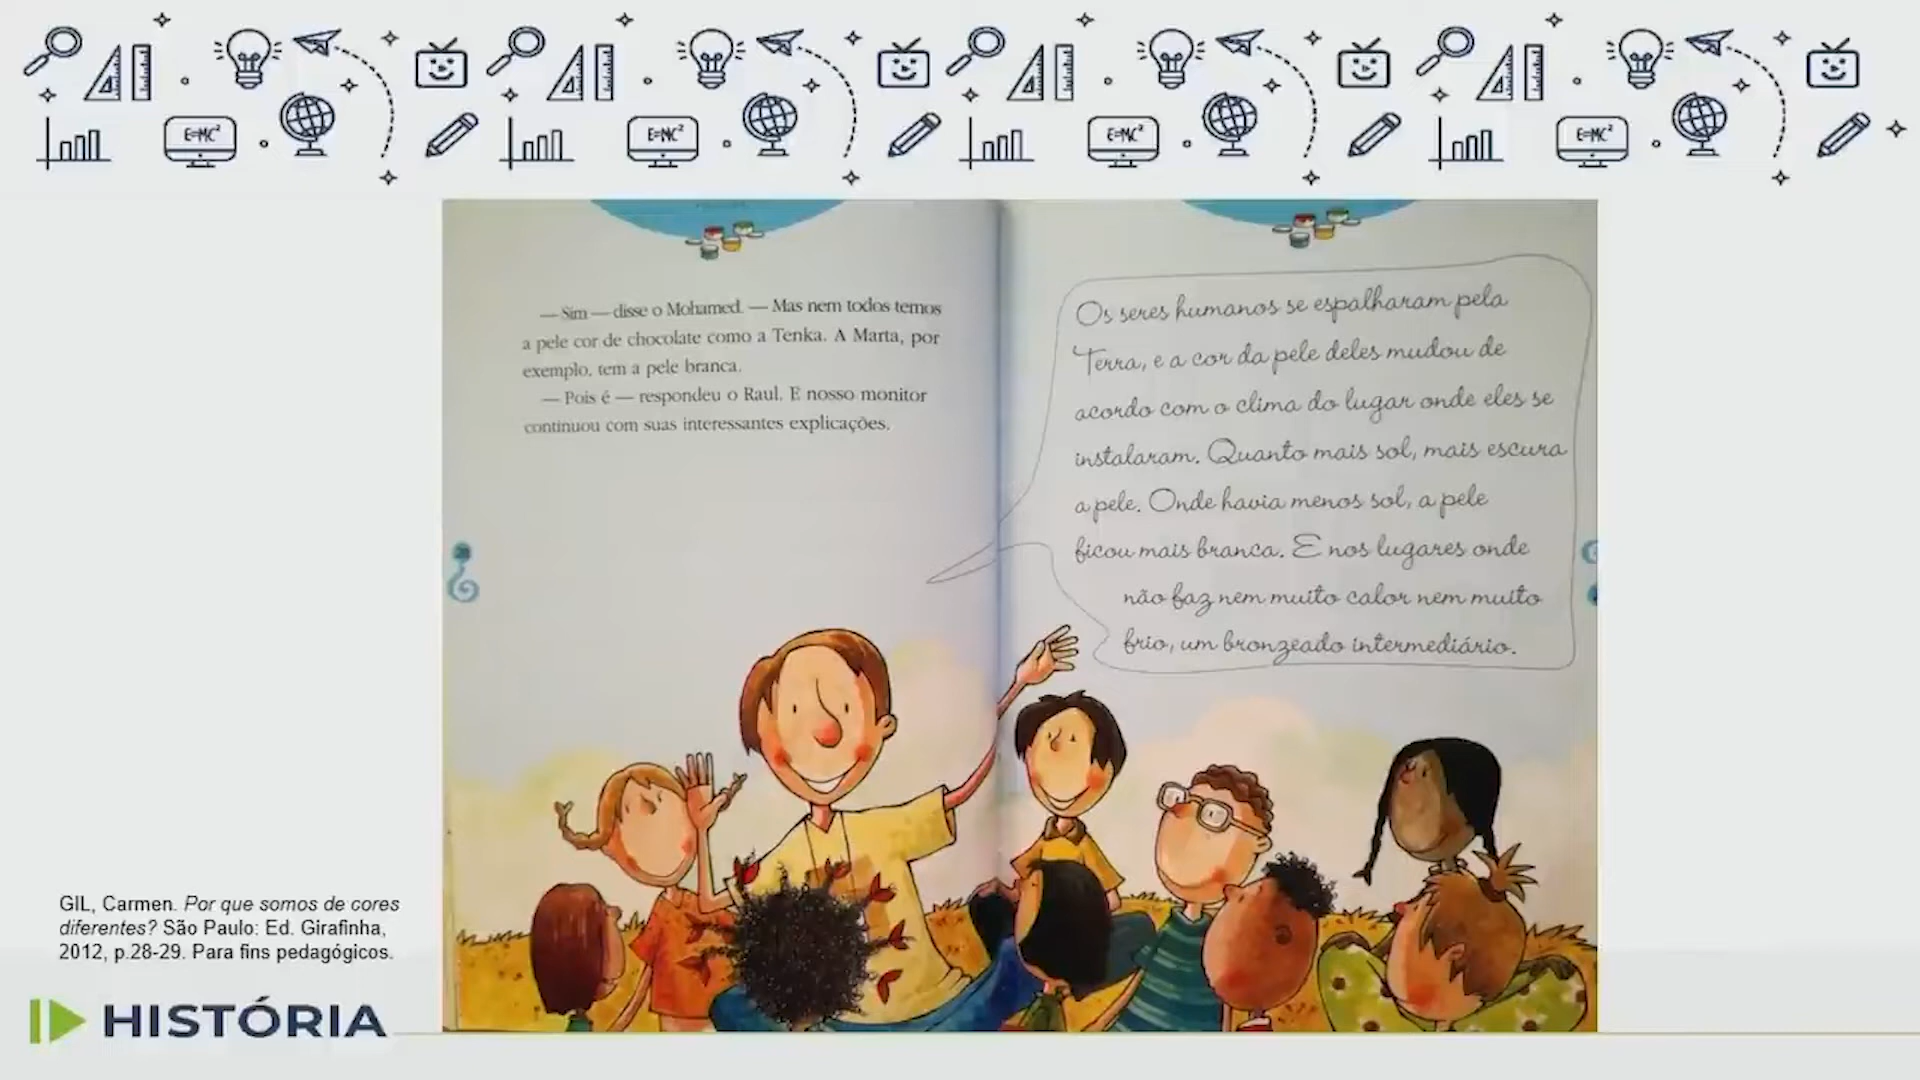 E=MC²
E=MC²
E=MC²
E=MC²
— Sim — disse o Mohamed. — Mas nem todos temos
a pele cor de chocolate como a Tenka. A Marta, por
exemplo, tem a pele branca.
— Pois é — respondeu o Raul. E nosso monitor
continuou com suas interessantes explicações.
Os seres humanos se espalharam pela
Terra, e a cor da pele deles mudou de
acordo com o clima do lugar onde eles se
instalaram. Quanto mais sol, mais escura
a pele. Onde havia menos sol, a pele
ficou mais branca. E nos lugares onde
não faz nem muito calor nem muito
frio, um bronzeado intermediário.
28
GIL, Carmen. Por que somos de cores
diferentes? São Paulo: Ed. Girafinha,
2012, p.28-29. Para fins pedagógicos.
HISTÓRIA